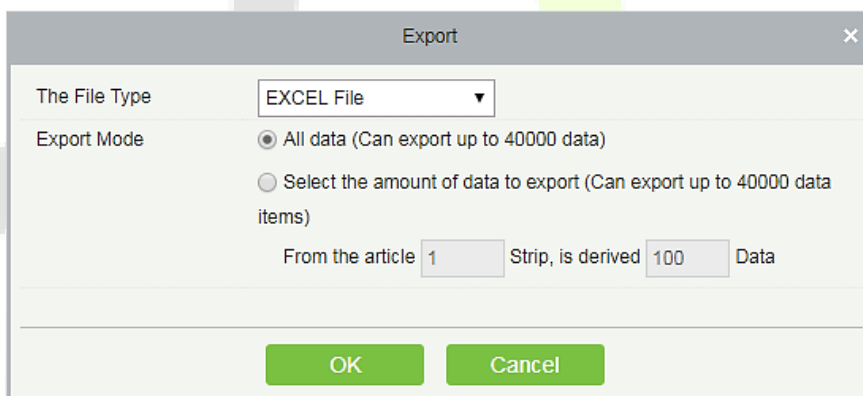 Export
The File Type
EXCEL File
Export Mode
All data (Can export up to 40000 data)
Select the amount of data to export (Can export up to 40000 data
items)
From the article 1 Strip, is derived 100 Data
OK
Cancel